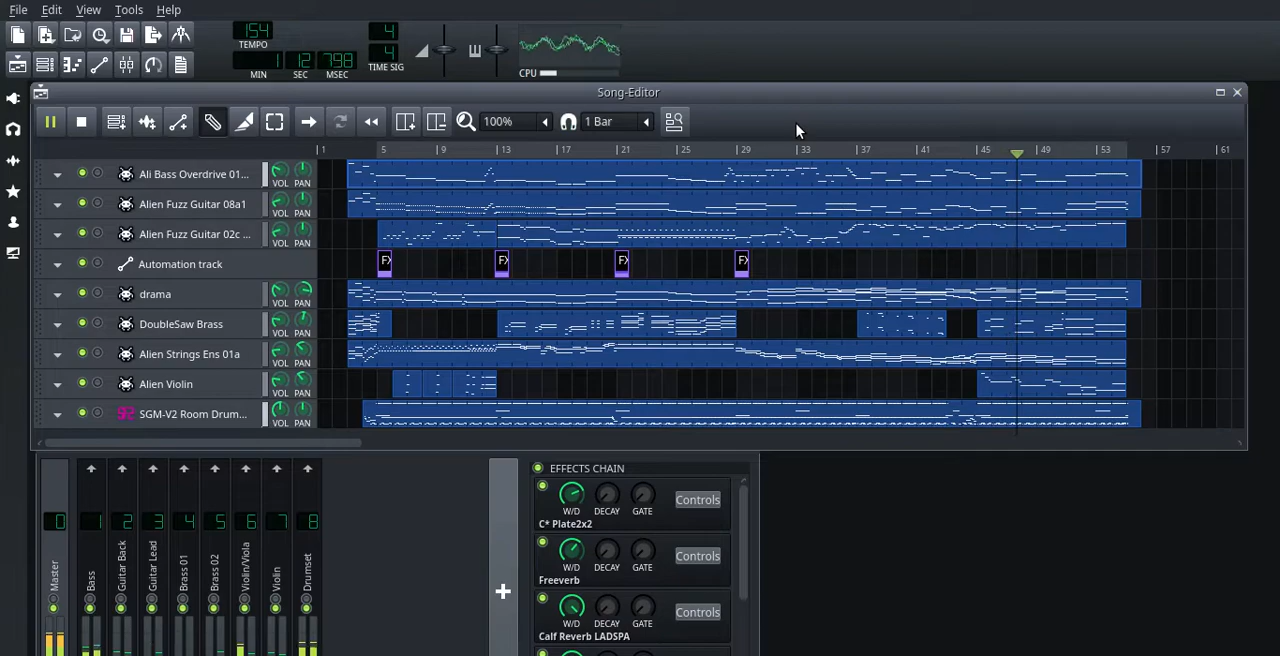 File Edit View Tools Help
154
TEMPO
1 12 798
MIN SEC MSEC
4
4
TIME SIG
CPU
Song-Editor
100%
1 Bar
1 5 9 13 17 21 25 29 33 37 41 45 49 53 57 61
Ali Bass Overdrive 01... VOL PAN
Alien Fuzz Guitar 08a1 VOL PAN
Alien Fuzz Guitar 02c ... VOL PAN
Automation track
drama VOL PAN
DoubleSaw Brass VOL PAN
Alien Strings Ens 01a VOL PAN
Alien Violin VOL PAN
SGM-V2 Room Drum... VOL PAN
0 1 2 3 4 5 6 7 8
Master
Bass
Guitar Back
Guitar Lead
Brass 01
Brass 02
Violin/Viola
Violin
Drumset
EFFECTS CHAIN
W/D DECAY GATE Controls
C* Plate2x2
W/D DECAY GATE Controls
Freeverb
W/D DECAY GATE Controls
Calf Reverb LADSPA